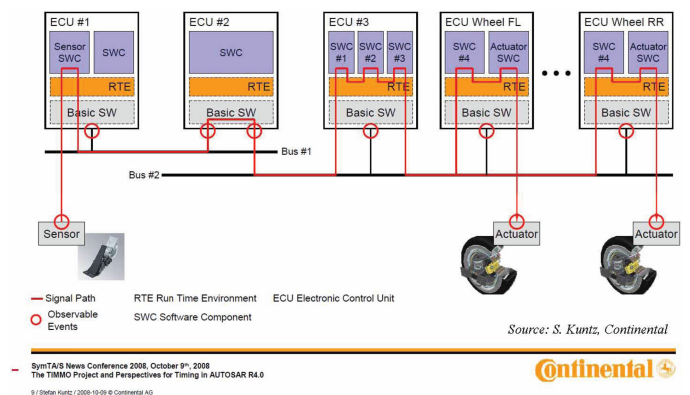 ECU #1
ECU #2
ECU #3
ECU Wheel FL
ECU Wheel RR
Sensor
SWC
SWC
SWC
SWC
#1
SWC
#2
SWC
#3
SWC
#4
Actuator
SWC
SWC
#4
Actuator
SWC
RTE
RTE
RTE
RTE
RTE
Basic SW
Basic SW
Basic SW
Basic SW
Basic SW
Bus #1
Bus #2
Sensor
Actuator
Actuator
Signal Path
RTE Run Time Environment
ECU Electronic Control Unit
Observable
Events
SWC Software Component
Source: S. Kuntz, Continental
SymTA/S News Conference 2008, October 9th, 2008
The TIMMO Project and Perspectives for Timing in AUTOSAR R4.0
Continental
9 / Stefan Kuntz / 2008-10-09 © Continental AG